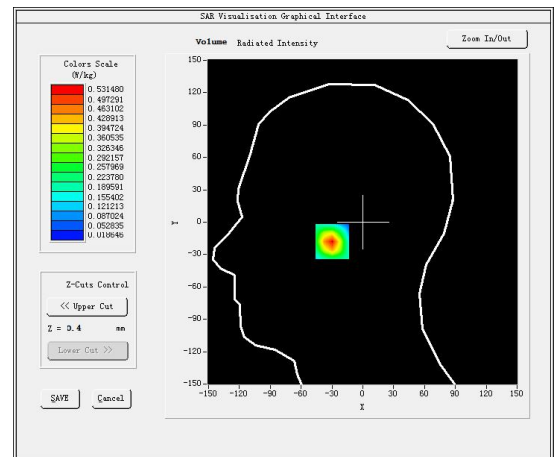 SAR Visualisation Graphical Interface
Volume Radiated Intensity
Zoom In/Out
Colors Scale
(W/kg)
0.531480
0.497291
0.463102
0.428913
0.394724
0.360535
0.326346
0.292157
0.257969
0.223780
0.189591
0.155402
0.121213
0.087024
0.052835
0.018646
150
120
90
60
30
0
-30
-60
-90
-120
-150
Y
-150 -120 -90 -60 -30 0 30 60 90 120 150
X
Z-Cuts Control
<< Upper Cut
Z = 0.4 mm
Lower Cut >>
SAVE Cancel